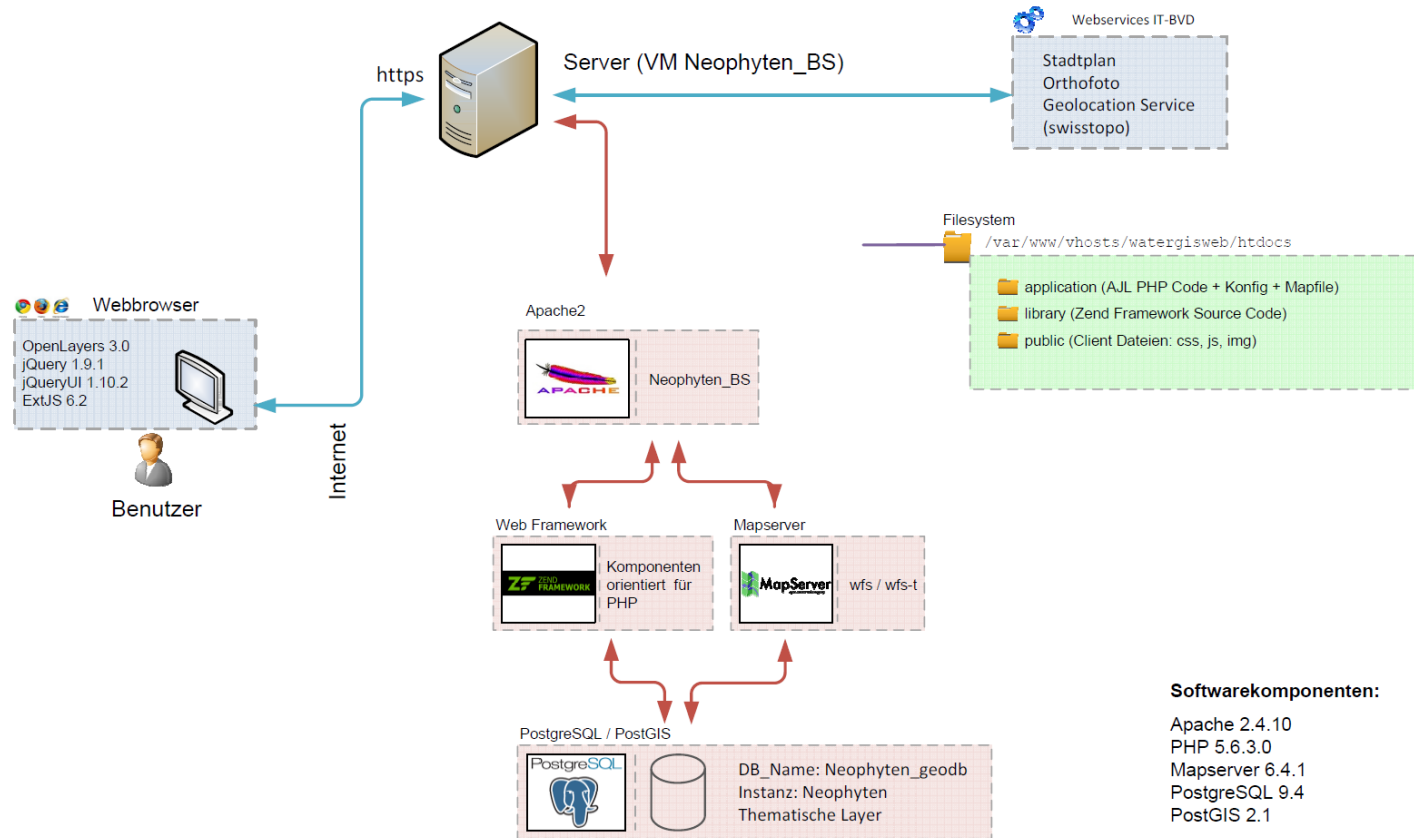 Webservices IT-BVD
Server (VM Neophyten_BS)
https
Stadtplan
Orthofoto
Geolocation Service
(swisstopo)
Filesystem
/var/www/vhosts/watergisweb/htdocs
application (AJL PHP Code + Konfig + Mapfile)
library (Zend Framework Source Code)
public (Client Dateien: css, js, img)
Webbrowser
OpenLayers 3.0
jQuery 1.9.1
jQueryUI 1.10.2
ExtJS 6.2
Internet
Benutzer
Apache2
APACHE
Neophyten_BS
Web Framework
ZF ZEND
FRAMEWORK
Komponenten
orientiert für
PHP
Mapserver
MapServer
wfs / wfs-t
PostgreSQL / PostGIS
PostgreSQL
DB_Name: Neophyten_geodb
Instanz: Neophyten
Thematische Layer
Softwarekomponenten:
Apache 2.4.10
PHP 5.6.3.0
Mapserver 6.4.1
PostgreSQL 9.4
PostGIS 2.1